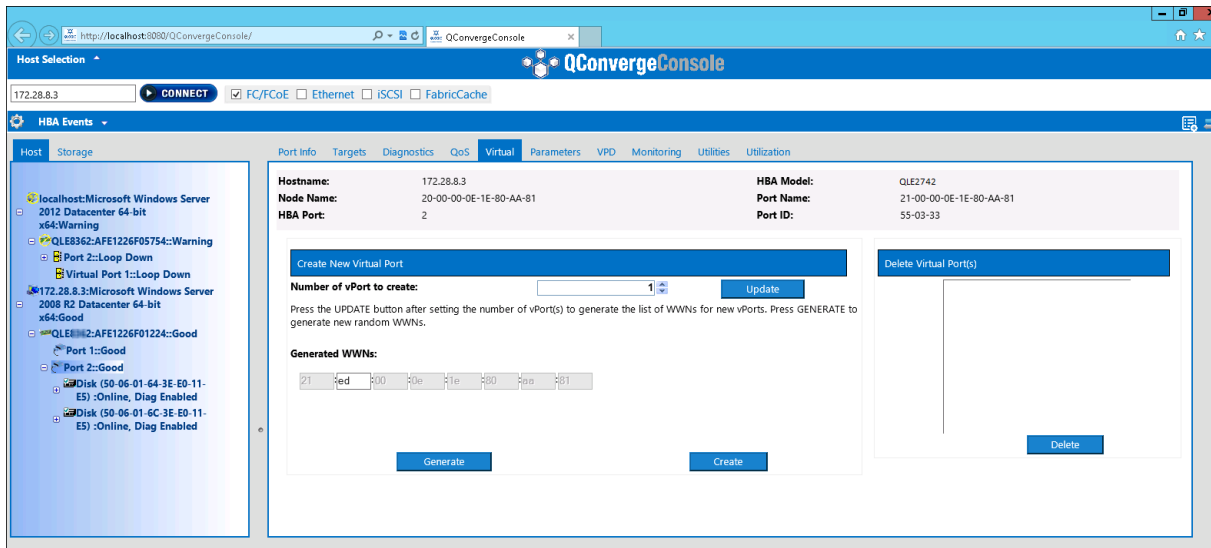 http://localhost:8080/QConvergeConsole/
QConvergeConsole
Host Selection
QConvergeConsole
172.28.8.3
CONNECT
FC/FCoE
Ethernet
iSCSI
FabricCache
HBA Events
Host
Storage
Port Info
Targets
Diagnostics
QoS
Virtual
Parameters
VPD
Monitoring
Utilities
Utilization
localhost:Microsoft Windows Server
2012 Datacenter 64-bit
x64:Warning
QLE8362:AFE1226F05754::Warning
Port 2::Loop Down
Virtual Port 1::Loop Down
172.28.8.3:Microsoft Windows Server
2008 R2 Datacenter 64-bit
x64:Good
2:AFE1226F01224::Good
Port 1::Good
Port 2::Good
Disk (50-06-01-64-3E-E0-11-
E5) :Online, Diag Enabled
Disk (50-06-01-6C-3E-E0-11-
E5) :Online, Diag Enabled
Hostname: 172.28.8.3 HBA Model: QLE2742
Node Name: 20-00-00-0E-1E-80-AA-81 Port Name: 21-00-00-0E-1E-80-AA-81
HBA Port: 2 Port ID: 55-03-33
Create New Virtual Port
Number of vPort to create: 1 Update
Press the UPDATE button after setting the number of vPort(s) to generate the list of WWNs for new vPorts. Press GENERATE to
generate new random WWNs.
Generated WWNs:
21 :ed :00 :0e :1e :80 :aa :81
Generate
Create
Delete Virtual Port(s)
Delete